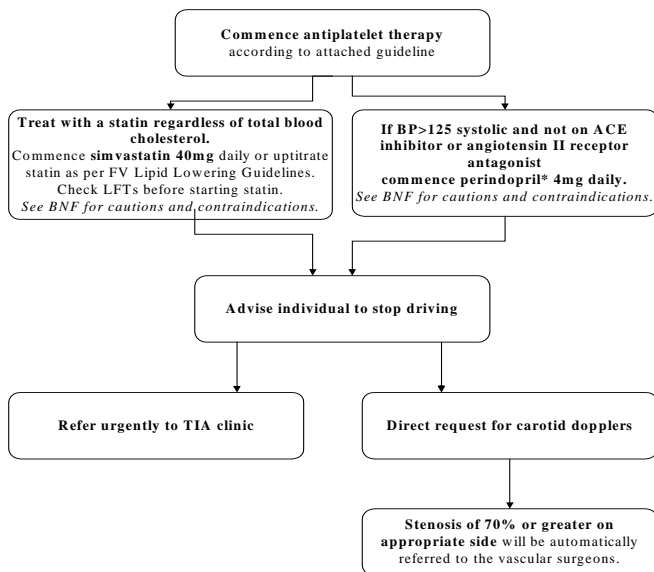 Commence antiplatelet therapy
according to attached guideline
Treat with a statin regardless of total blood
cholesterol.
Commence simvastatin 40mg daily or uptitrate
statin as per FV Lipid Lowering Guidelines.
Check LFTs before starting statin.
See BNF for cautions and contraindications.
If BP>125 systolic and not on ACE
inhibitor or angiotensin II receptor
antagonist
commence perindopril* 4mg daily.
See BNF for cautions and contraindications.
Advise individual to stop driving
Refer urgently to TIA clinic
Direct request for carotid dopplers
Stenosis of 70% or greater on
appropriate side will be automatically
referred to the vascular surgeons.